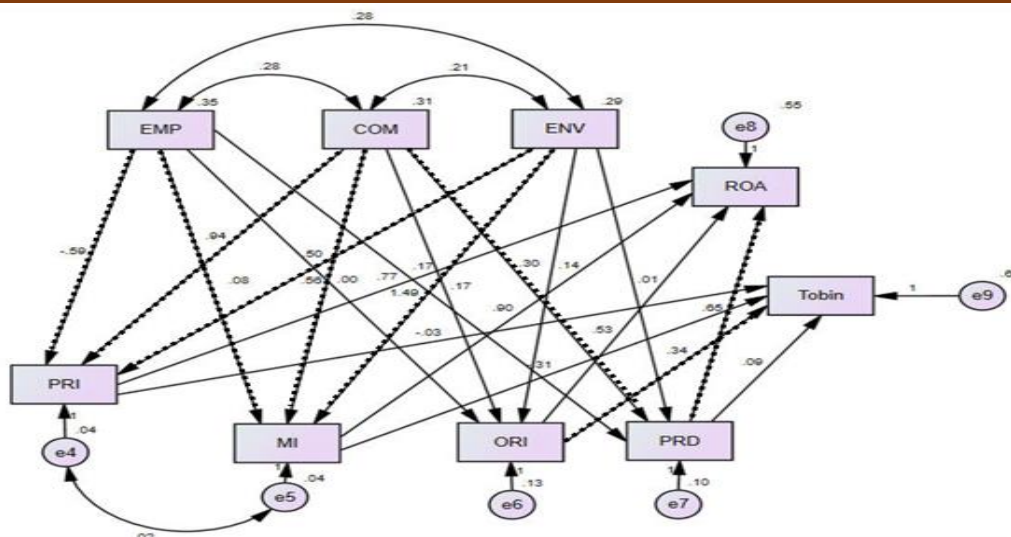 .28
.28
.21
.35
.31
.29
.55
EMP
COM
ENV
e8
1
ROA
-.59
.94
.50
.77
.17
.30
.14
.08
.56
.00
1.49
.17
.01
1
Tobin
e9
.6
.90
.65
-.03
.53
.34
.31
.09
PRI
1
.04
MI
ORI
PRD
e4
1
.04
1
.13
1
.10
e5
e6
e7